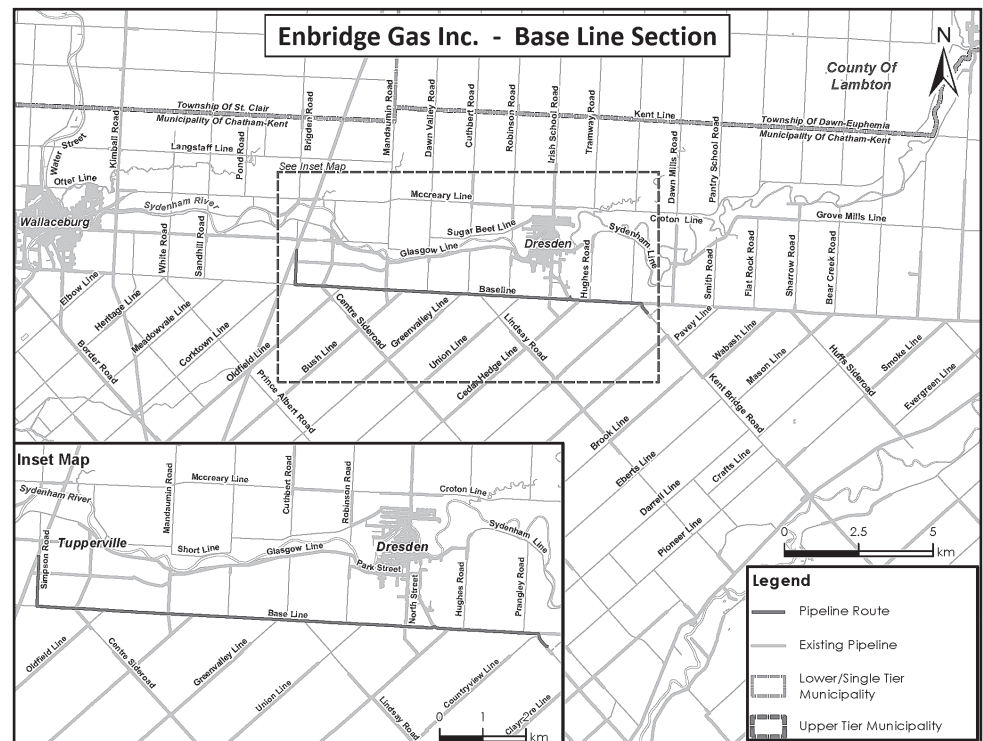 Enbridge Gas Inc. - Base Line Section
N
County Of
Lambton
Township Of St. Clair
Municipality Of Chatham-Kent
Kent Line
Township Of Dawn-Euphemia
Municipality Of Chatham-Kent
Water Street
Kimball Road
Langstaff Line
Pond Road
Brigden Road
Mandaumin Road
Dawn Valley Road
Cuthbert Road
Robinson Road
Irish School Road
Tramway Road
Dawn Mills Road
Pantry School Road
Otter Line
See Inset Map
Mccreary Line
Sydenham River
Wallaceburg
White Road
Sandhill Road
Sugar Beet Line
Glasgow Line
Dresden
Croton Line
Sydenham Line
Grove Mills Line
Hughes Road
Smith Road
Flat Rock Road
Sharrow Road
Bear Creek Road
Baseline
Elbow Line
Heritage Line
Meadowvale Line
Corktown Line
Oldfield Line
Border Road
Prince Albert Road
Bush Line
Centre Sideroad
Greenvalley Line
Union Line
Lindsay Road
Cedar Hedge Line
Pavey Line
Wabash Line
Mason Line
Huffs Sideroad
Smoke Line
Evergreen Line
Kent Bridge Road
Brook Line
Eberts Line
Darrell Line
Crafts Line
Pioneer Line
0 2.5 5
km
Inset Map
Sydenham River
Mandaumin Road
Mccreary Line
Cuthbert Road
Robinson Road
Croton Line
Simpson Road
Tupperville
Short Line
Glasgow Line
Dresden
Park Street
Sydenham Line
North Street
Hughes Road
Prangley Road
Base Line
Oldfield Line
Centre Sideroad
Greenvalley Line
Union Line
Lindsay Road
Countryview Line
Line
0 1 2
km
Legend
Pipeline Route
Existing Pipeline
Lower/Single Tier
Municipality
Upper Tier Municipality